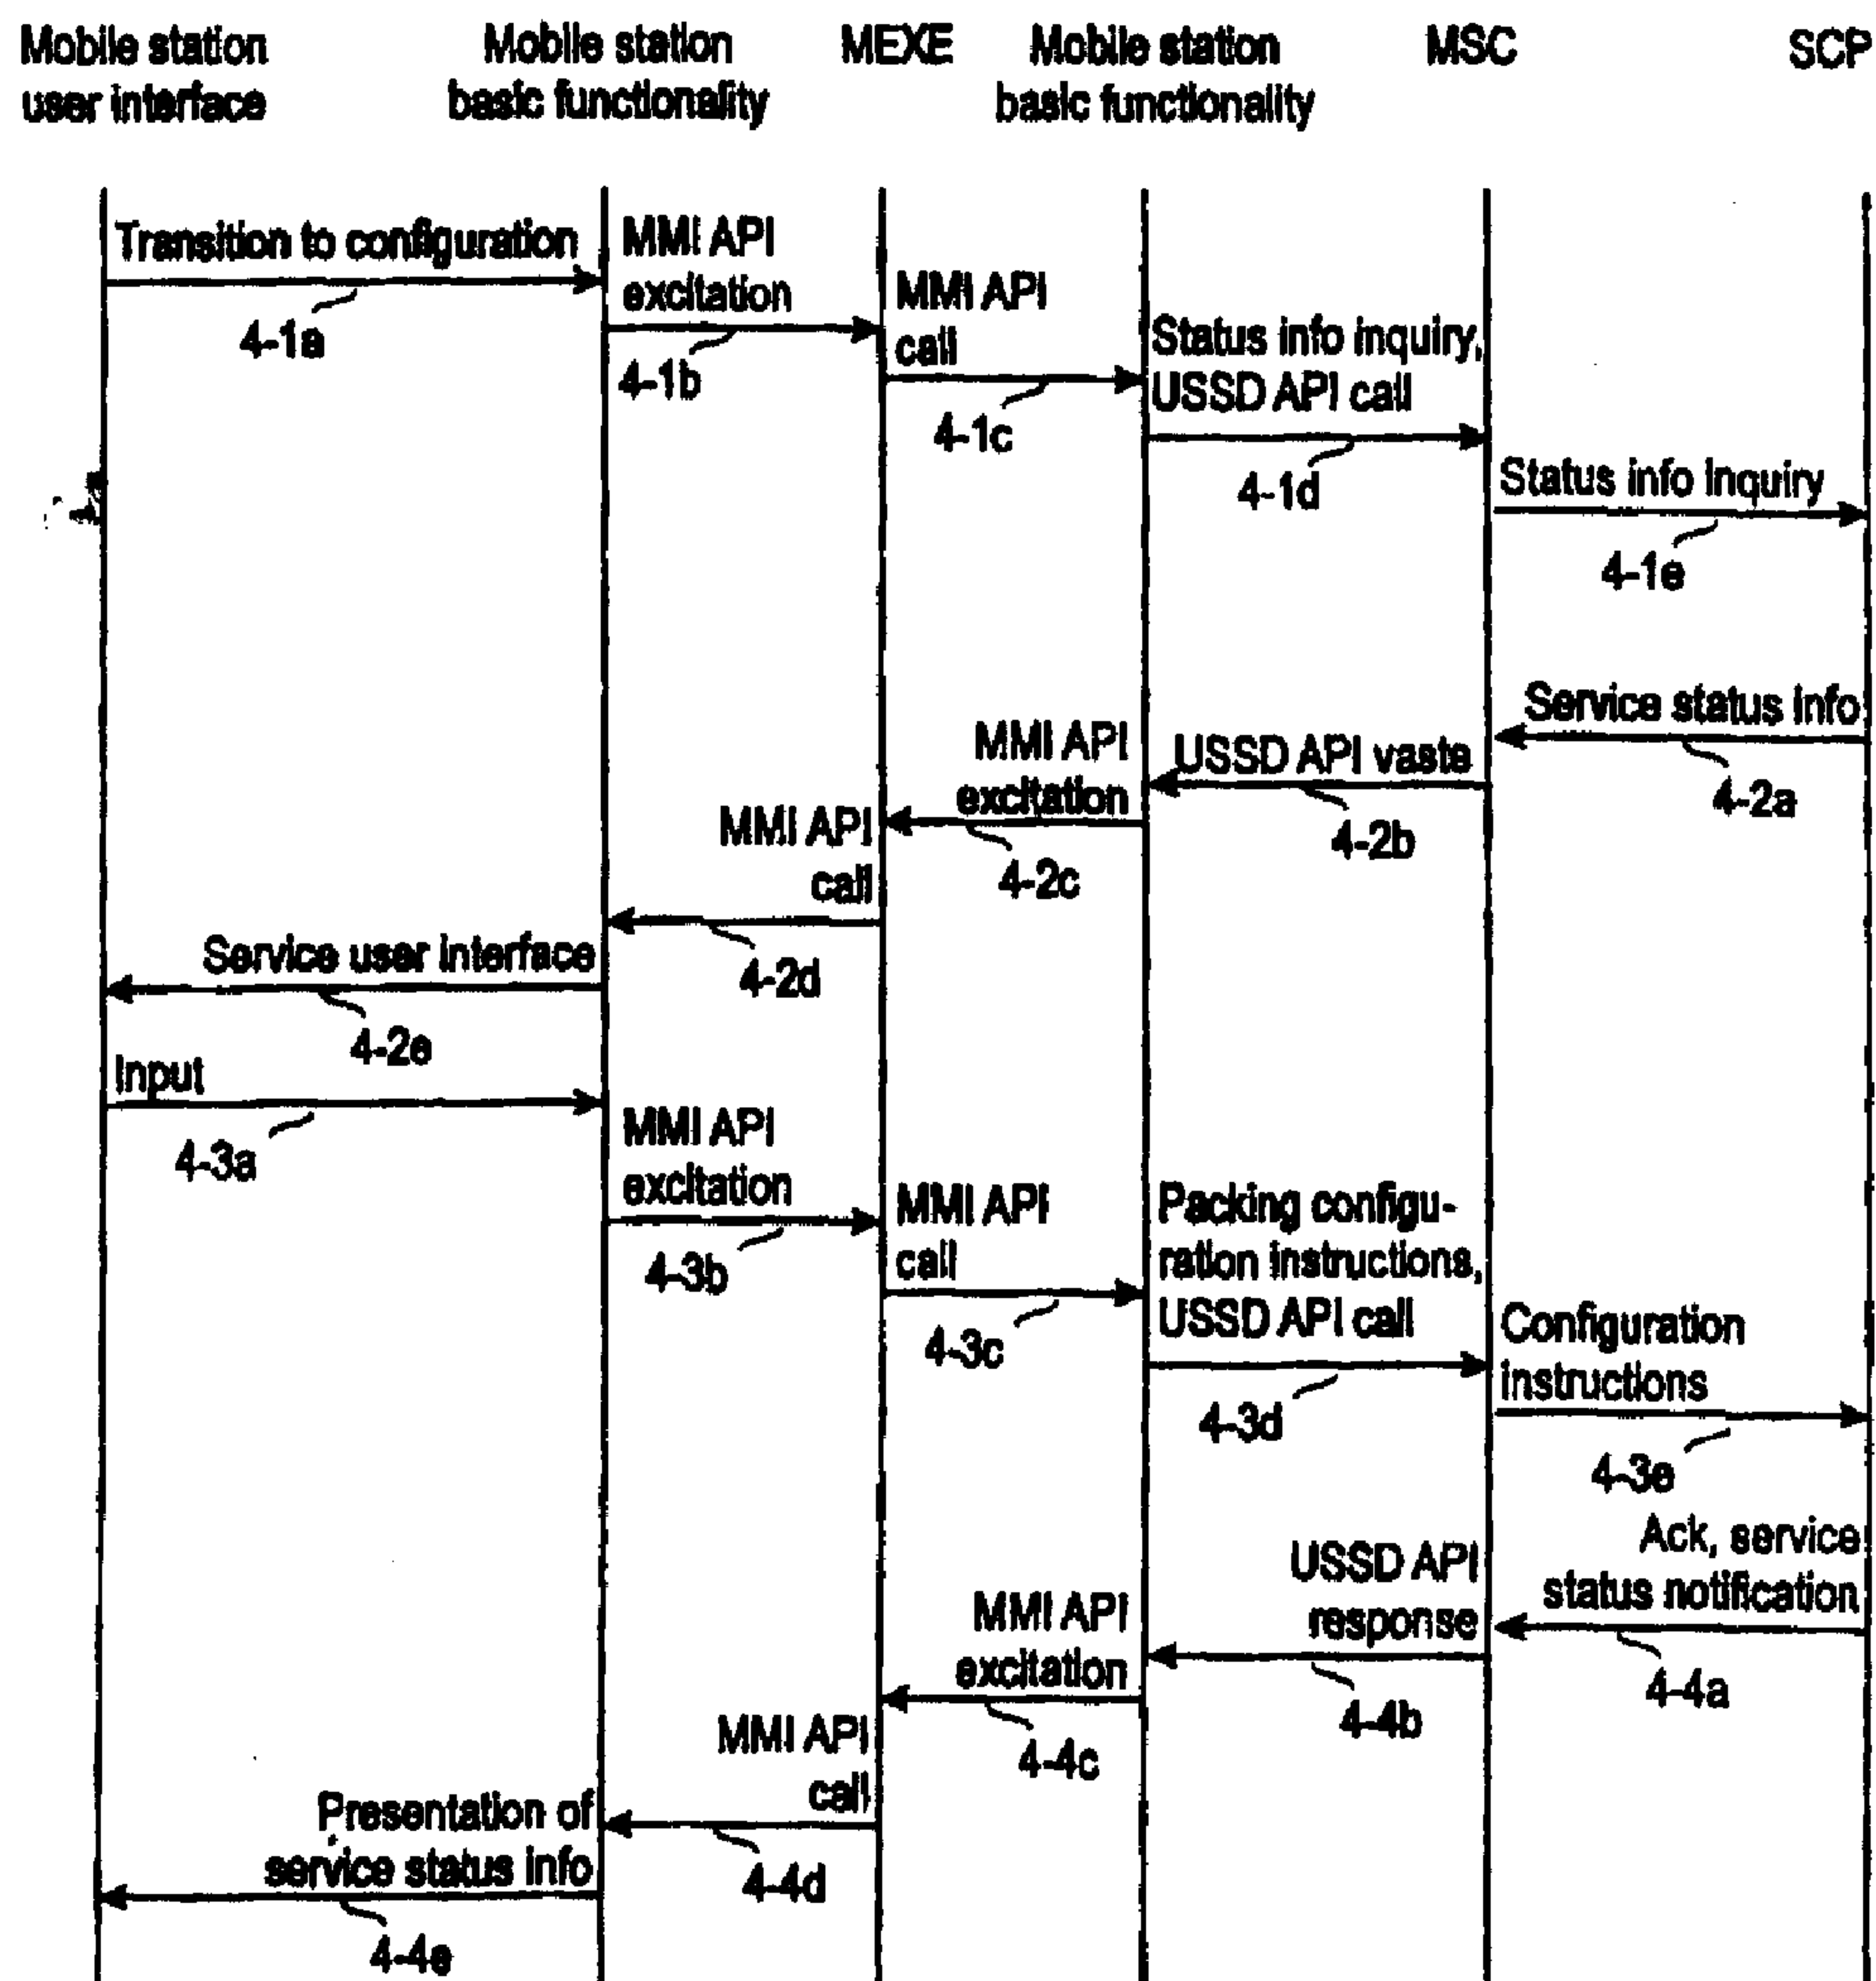 Mobile station
user interface
Mobile station
basic functionality
MEXE
Mobile station
basic functionality
MSC
SCP
Transition to configuration
4-1a
MMI API
excitation
4-1b
MMI API
call
4-1c
Status info inquiry,
USSD API call
4-1d
Status info inquiry
4-1e
Service status info
4-2a
USSD API vaste
4-2b
MMI API
excitation
4-2c
MMI API
call
4-2d
Service user interface
4-2e
Input
4-3a
MMI API
excitation
4-3b
MMI API
call
4-3c
Packing configu-
ration instructions,
USSD API call
4-3d
Configuration
instructions
4-3e
Ack, service
status notification
4-4a
USSD API
response
4-4b
MMI API
excitation
4-4c
MMI API
call
4-4d
Presentation of
service status info
4-4e